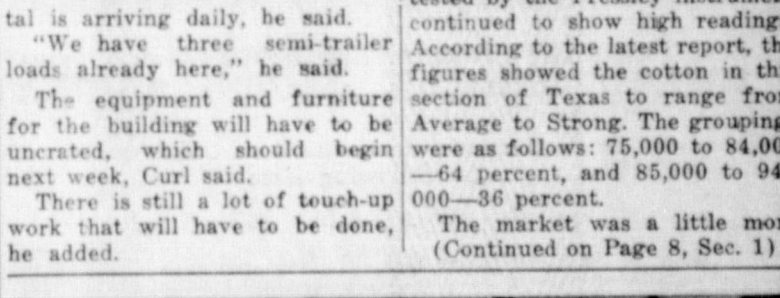 tal is arriving daily, he said.
"We have three semi-trailer
loads already here," he said.
The equipment and furniture
for the building will have to be
uncrated, which should begin
next week, Curl said.
There is still a lot of touch-up
work that will have to be done,
he added.
continued to show high reading
According to the latest report, th
figures showed the cotton in th
section of Texas to range fro
Average to Strong. The grouping
were as follows: 75,000 to 84,00
—64 percent, and 85,000 to 94
000—36 percent.
The market was a little mo
(Continued on Page 8, Sec. 1)